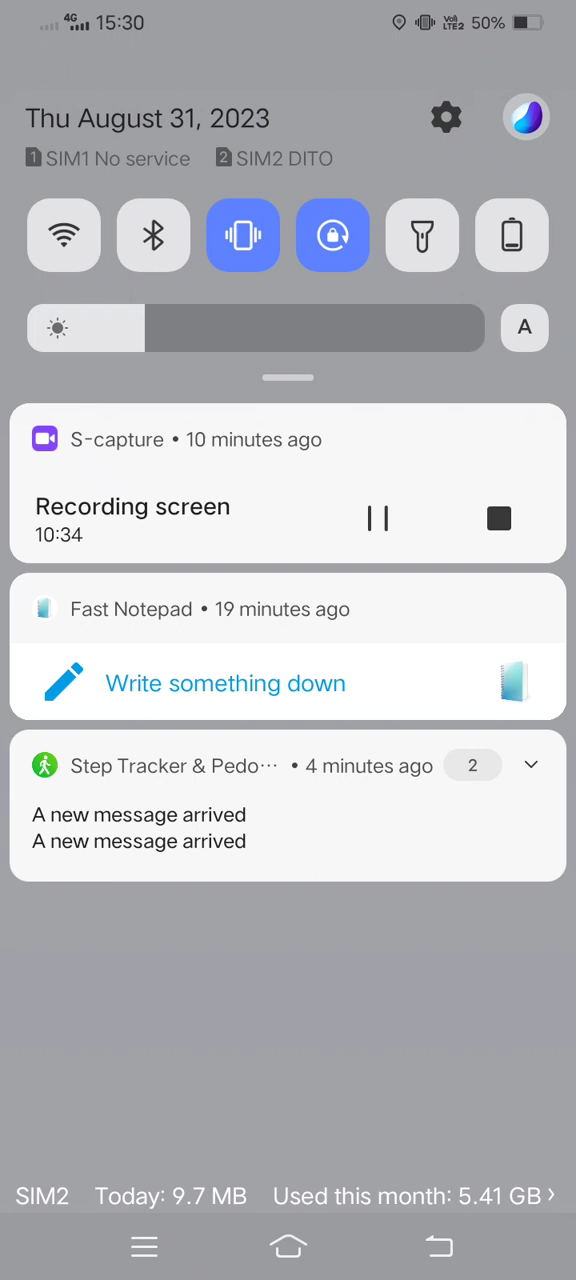 4G 15:30 Vo)) LTE2 50%
Thu August 31, 2023
1 SIM1 No service 2 SIM2 DITO
A
S-capture • 10 minutes ago
Recording screen
10:34
Fast Notepad • 19 minutes ago
Write something down
Step Tracker & Pedo··· • 4 minutes ago 2
A new message arrived
A new message arrived
SIM2 Today: 9.7 MB Used this month: 5.41 GB ›